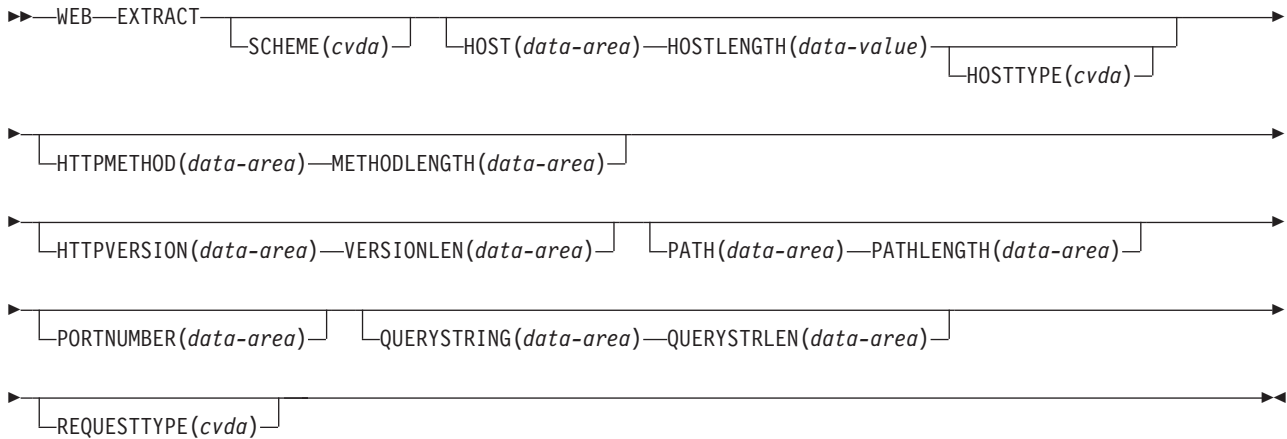 WEB EXTRACT
SCHEME(cvda) HOST(data-area) HOSTLENGTH(data-value)
HOSTTYPE(cvda)
HTTPMETHOD(data-area) METHODLENGTH(data-area)
HTTPVERSION(data-area) VERSIONLEN(data-area) PATH(data-area) PATHLENGTH(data-area)
PORTNUMBER(data-area) QUERYSTRING(data-area) QUERYSTRLEN(data-area)
REQUESTTYPE(cvda)